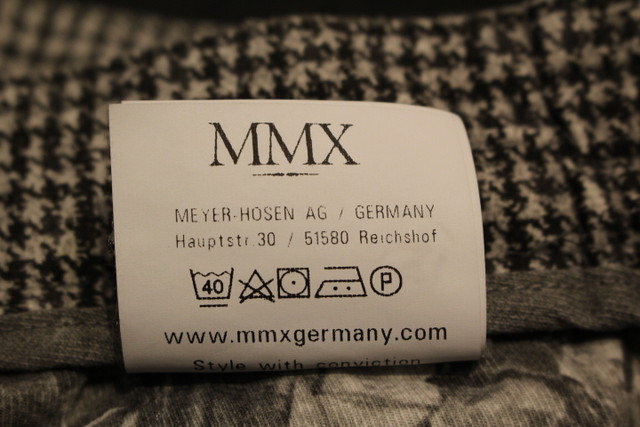 MMX
MEYER-HOSEN AG / GERMANY
Hauptstr.30 / 51580 Reichshof
40 P
www.mmxgermany.com
Style with conviction